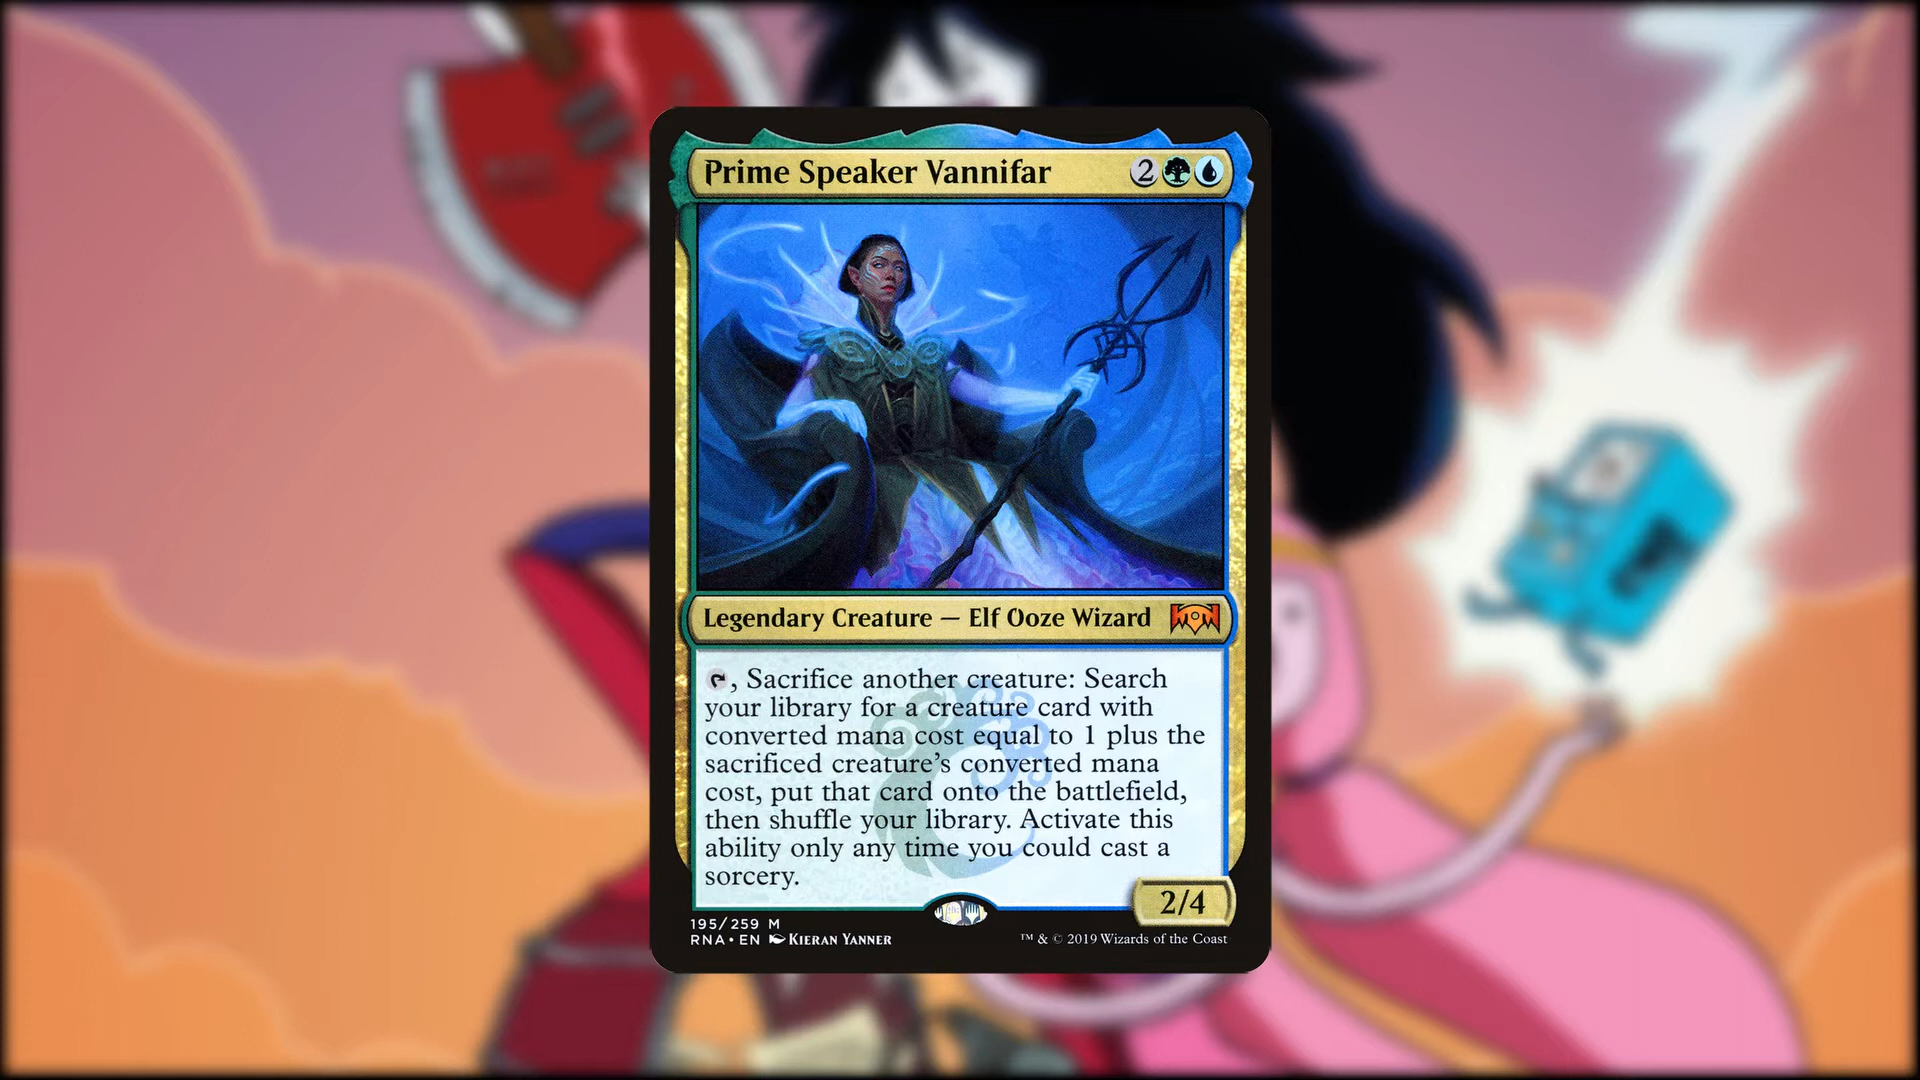 Prime Speaker Vannifar 2
Legendary Creature — Elf Ooze Wizard
, Sacrifice another creature: Search
your library for a creature card with
converted mana cost equal to 1 plus the
sacrificed creature's converted mana
cost, put that card onto the battlefield,
then shuffle your library. Activate this
ability only any time you could cast a
sorcery.
2/4
195/259 M
RNA • EN KIERAN YANNER
™ & © 2019 Wizards of the Coast